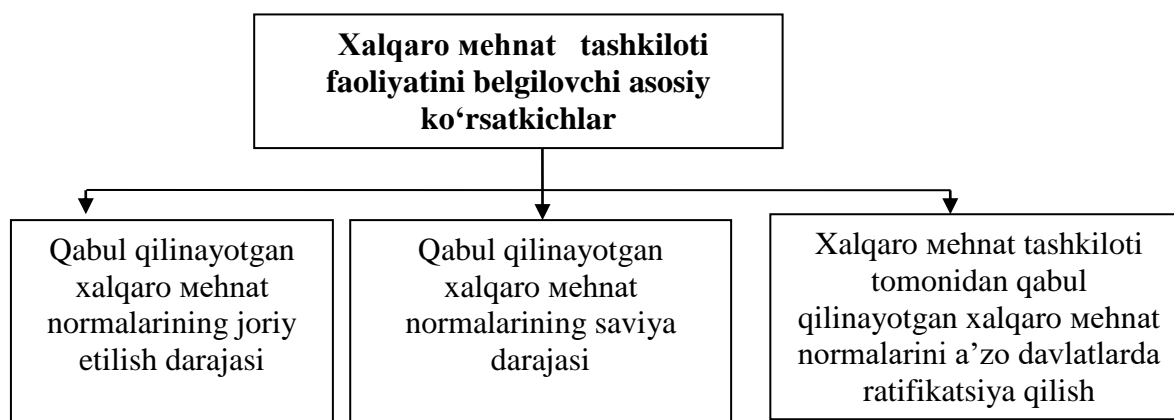 Xalqaro мehnat tashkiloti
faoliyatini belgilovchi asosiy
ko‘rsatkichlar
Qabul qilinayotgan
xalqaro мehnat
normalarining joriy
etilish darajasi
Qabul qilinayotgan
xalqaro мehnat
normalarining saviya
darajasi
Xalqaro мehnat tashkiloti
tomonidan qabul
qilinayotgan xalqaro мehnat
normalarini a’zo davlatlarda
ratifikatsiya qilish